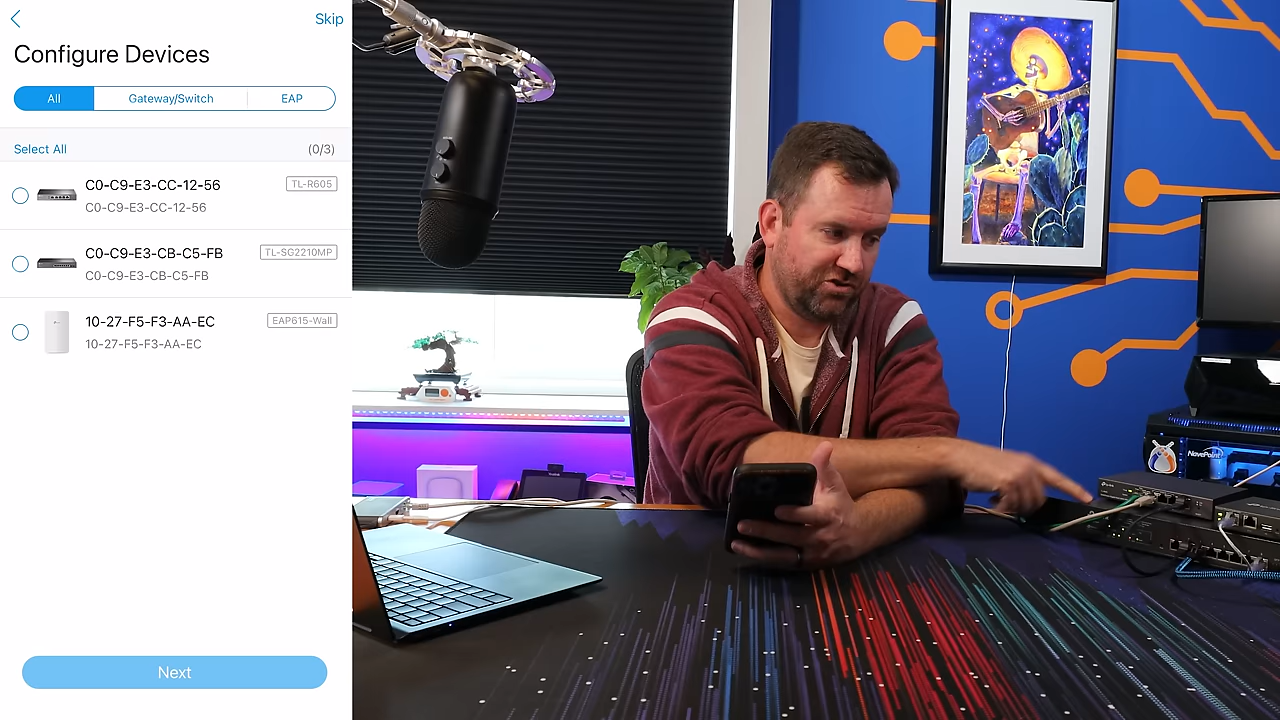 Skip
Configure Devices
All
Gateway/Switch
EAP
Select All
(0/3)
C0-C9-E3-CC-12-56
TL-R605
C0-C9-E3-CC-12-56
C0-C9-E3-CB-C5-FB
TL-SG2210MP
C0-C9-E3-CB-C5-FB
10-27-F5-F3-AA-EC
EAP615-Wall
10-27-F5-F3-AA-EC
Next
NavePoint